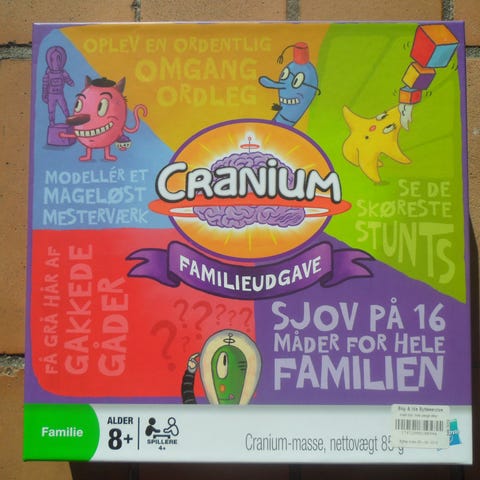 OPLEV EN ORDENTLIG
OMGANG
ORDLEG
MODELLÉR ET
MAGELØST
MESTERVÆRK
CRANIUM
FAMILIEUDGAVE
SE DE
SKØRESTE
STUNTS
FÅ GRÅ HÅR AF
GAKKEDE
GÅDER
???????
SJOV PÅ 16
MÅDER FOR HELE
FAMILIEN
Familie
ALDER
8+
SPILLERE
4+
Cranium-masse, nettovægt 85 g